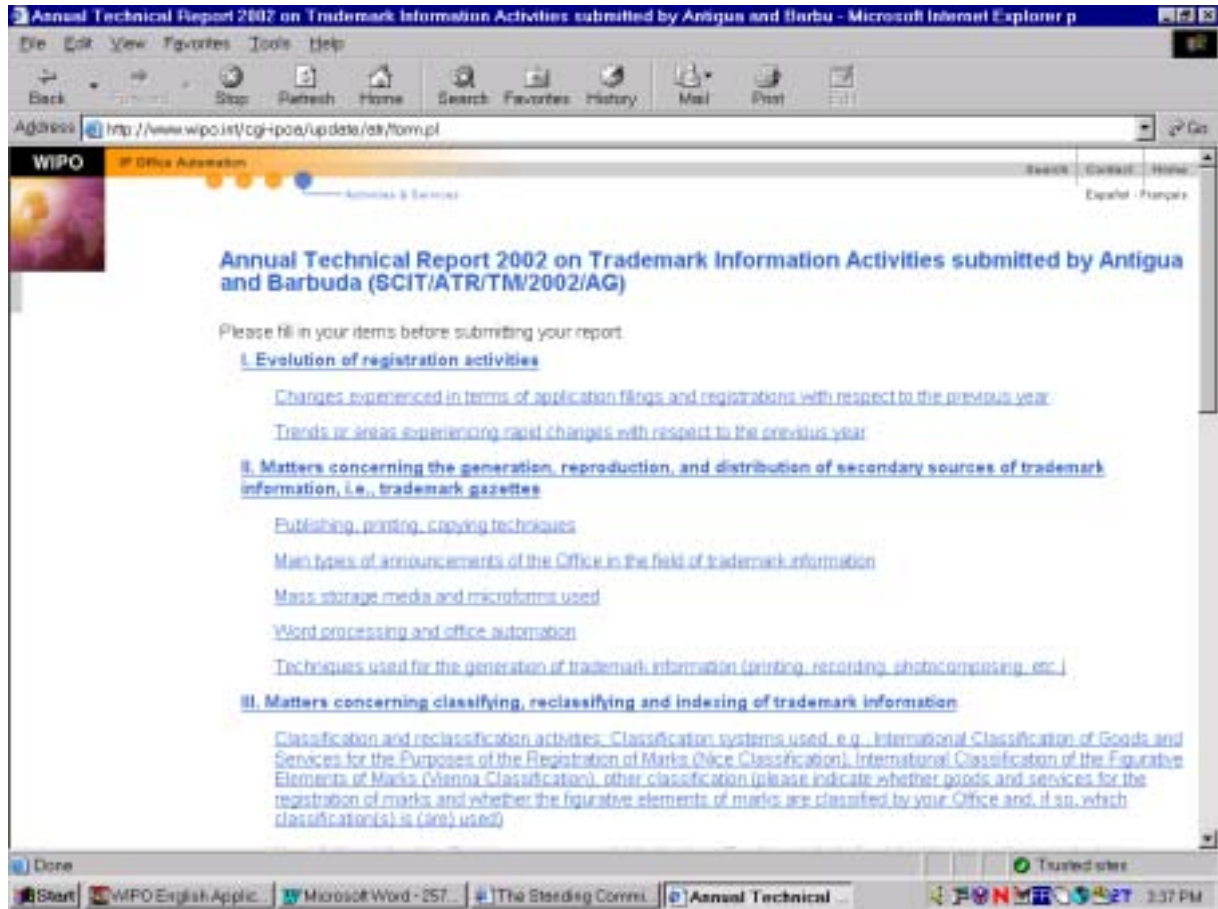 Annual Technical Report 2002 on Trademark Information Activities submitted by Antigua and Barbu - Microsoft Internet Explorer p
File Edit View Favorites Tools Help
Back Stop Refresh Home Search Favorites History Mail Print Edit
Address http://www.wipo.int/cgi-ipoa/update/atr/form.pl Go
WIPO IP Office Automation
Search Contact Home
Activities & Services
Español - Français
Annual Technical Report 2002 on Trademark Information Activities submitted by Antigua
and Barbuda (SCIT/ATR/TM/2002/AG)
Please fill in your items before submitting your report.
I. Evolution of registration activities
Changes experienced in terms of application filings and registrations with respect to the previous year
Trends or areas experiencing rapid changes with respect to the previous year
II. Matters concerning the generation, reproduction, and distribution of secondary sources of trademark
information, i.e., trademark gazettes
Publishing, printing, copying techniques
Main types of announcements of the Office in the field of trademark information
Mass storage media and microforms used
Word processing and office automation
Techniques used for the generation of trademark information (printing, recording, photocomposing, etc.)
III. Matters concerning classifying, reclassifying and indexing of trademark information
Classification and reclassification activities; Classification systems used, e.g., International Classification of Goods and
Services for the Purposes of the Registration of Marks (Nice Classification), International Classification of the Figurative
Elements of Marks (Vienna Classification), other classification (please indicate whether goods and services for the
registration of marks and whether the figurative elements of marks are classified by your Office and, if so, which
classification(s) is (are) used)
Done Trusted sites
Start WIPO English Applic... Microsoft Word - 257... The Standing Commi... Annual Technical ... 3:37 PM